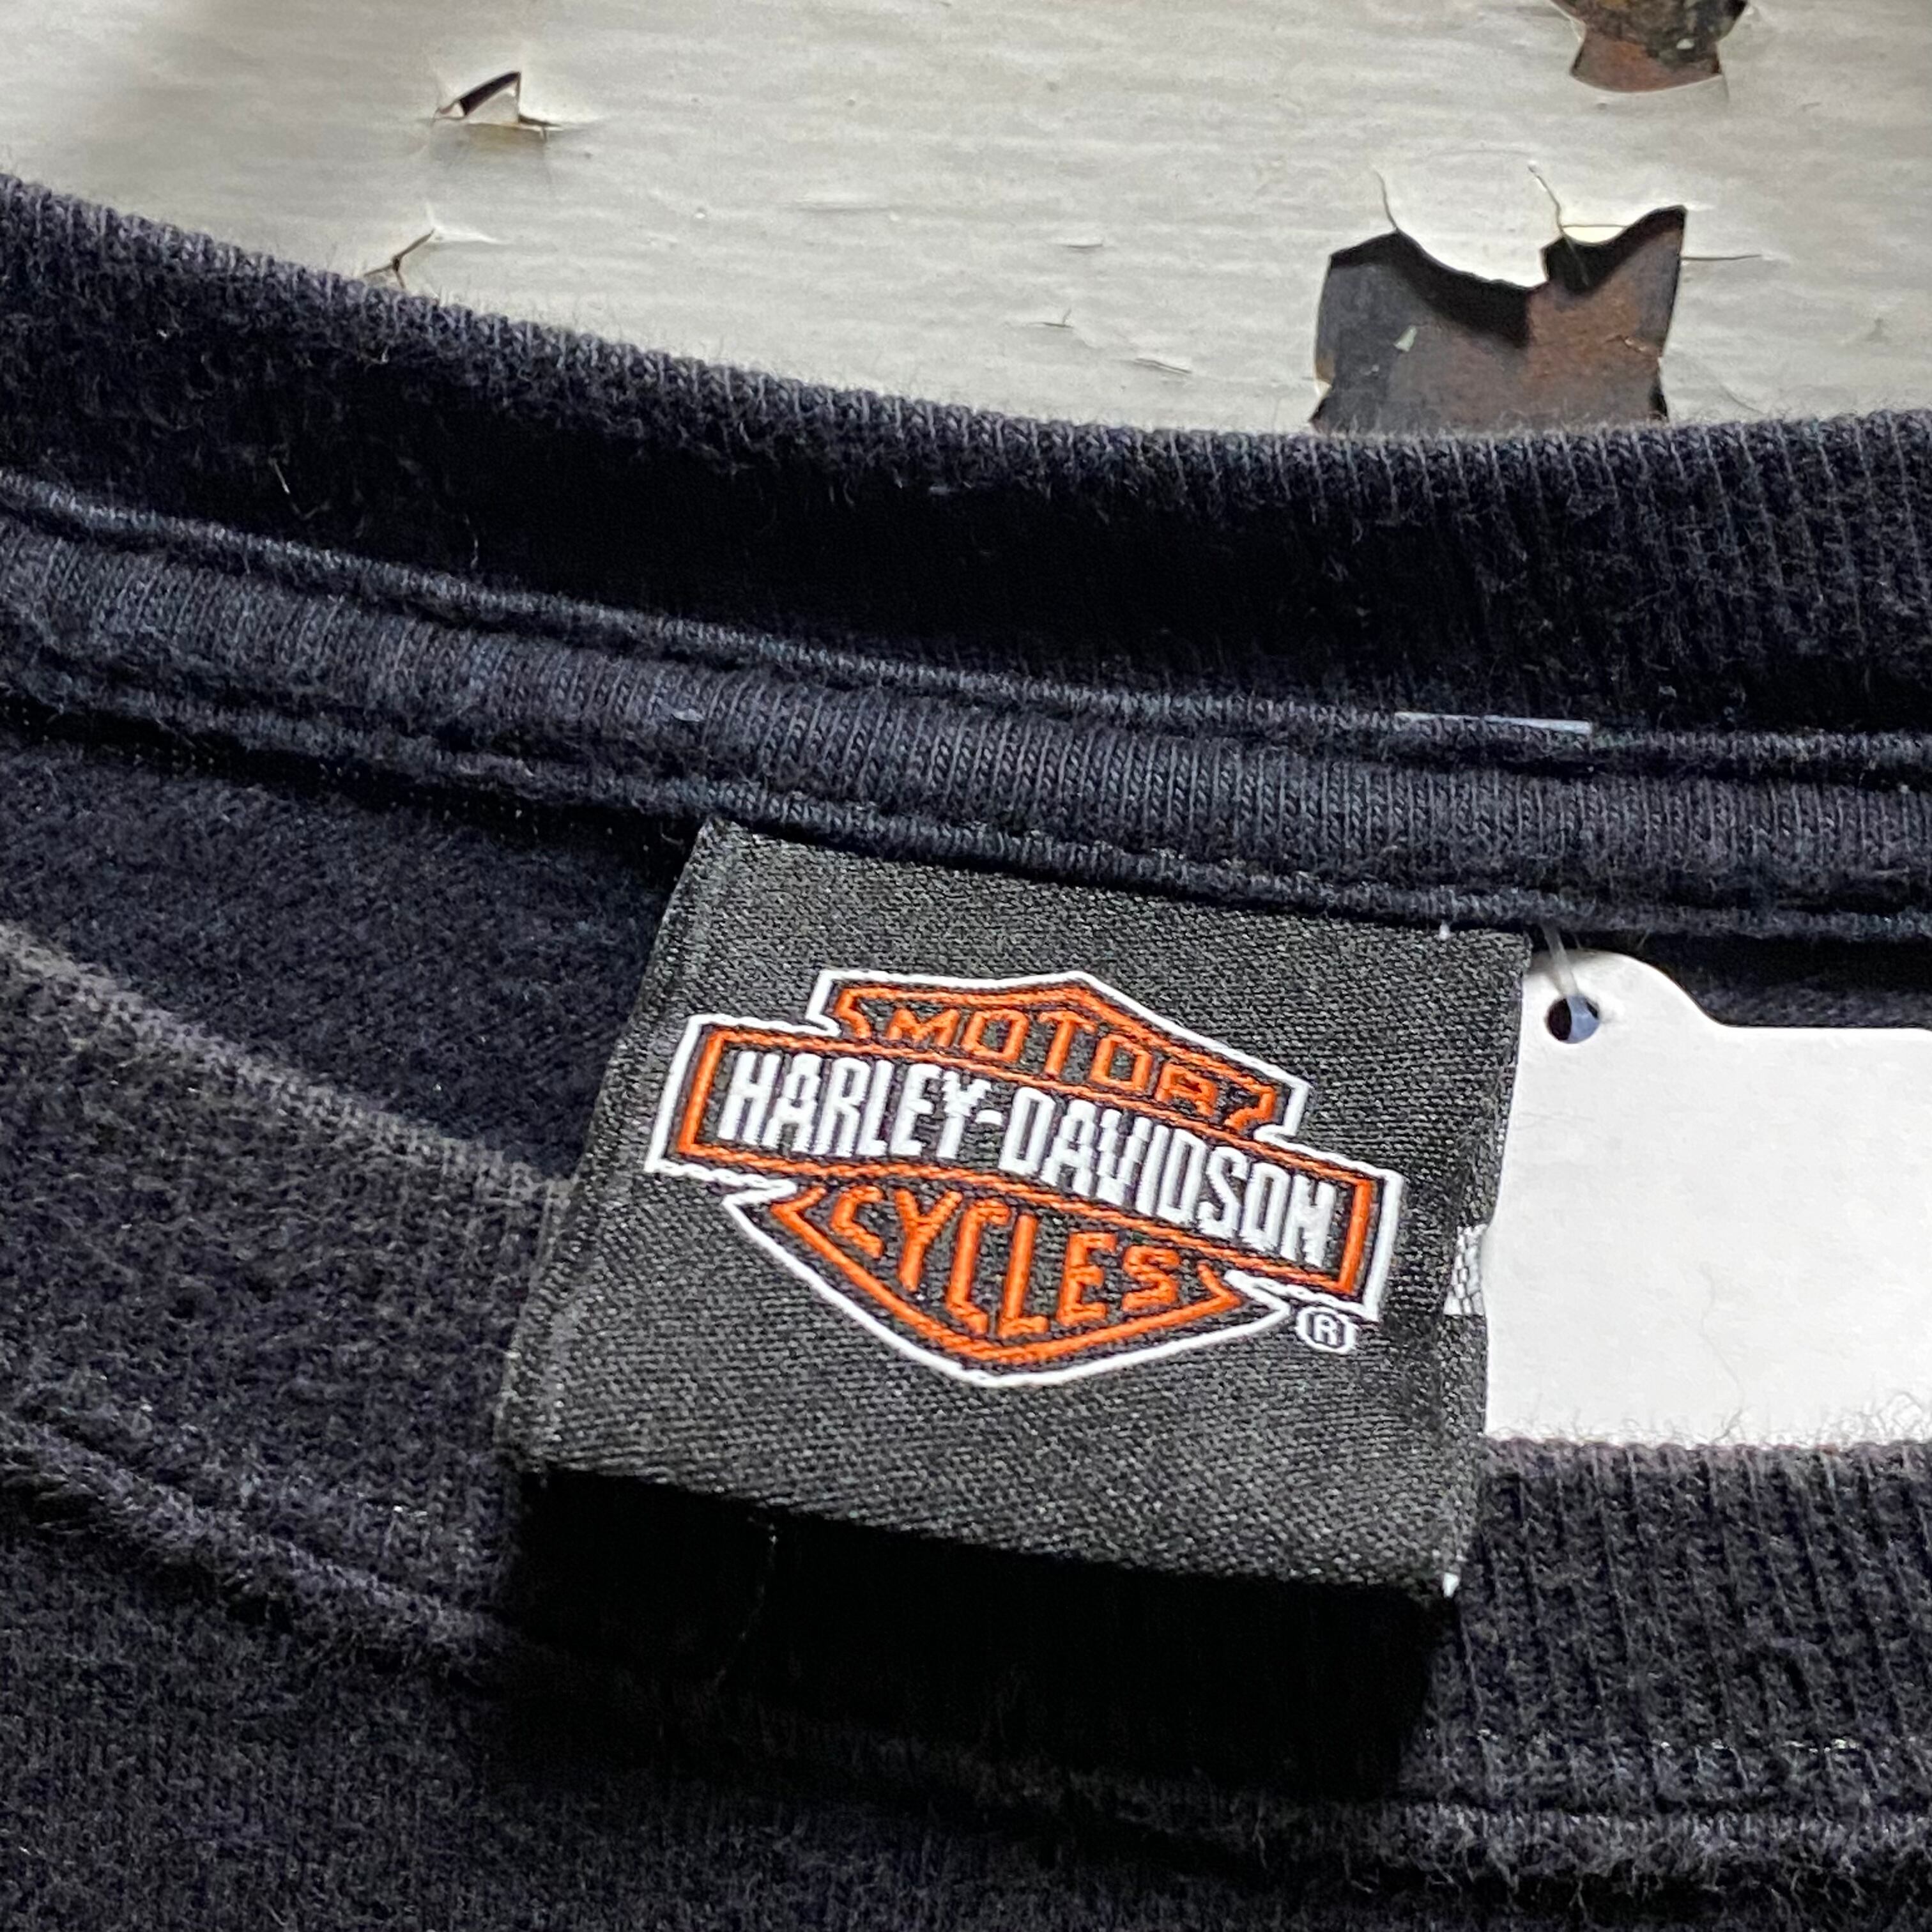 MOTOR
HARLEY-DAVIDSON
CYCLES
®